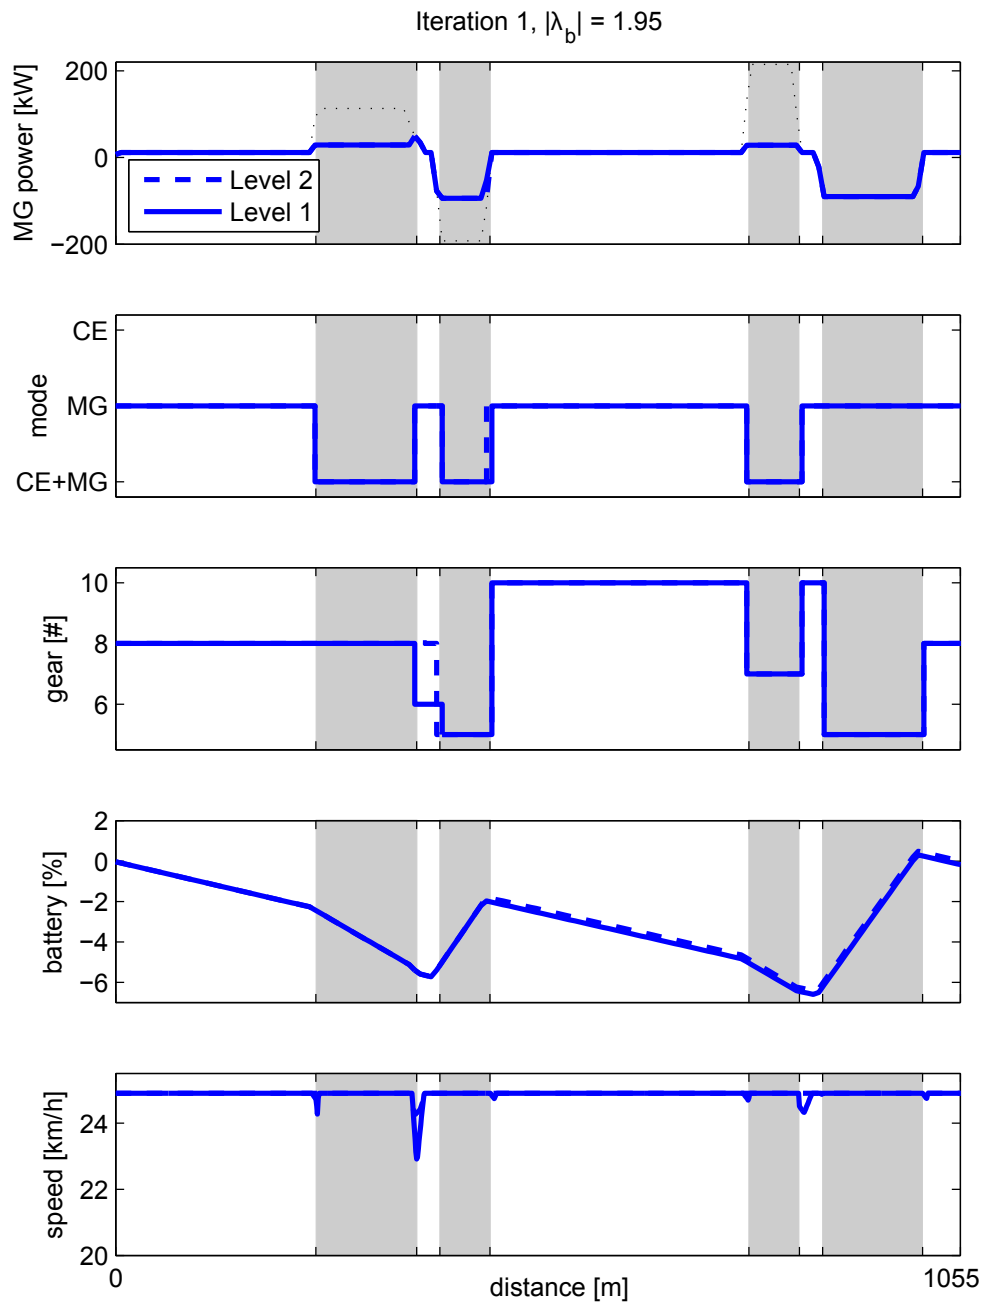 Iteration 1, |λb| = 1.95
MG power [kW]
200
0
−200
Level 2
Level 1
mode
CE
MG
CE+MG
gear [#]
10
8
6
battery [%]
2
0
−2
−4
−6
speed [km/h]
24
22
20
0
distance [m]
1055